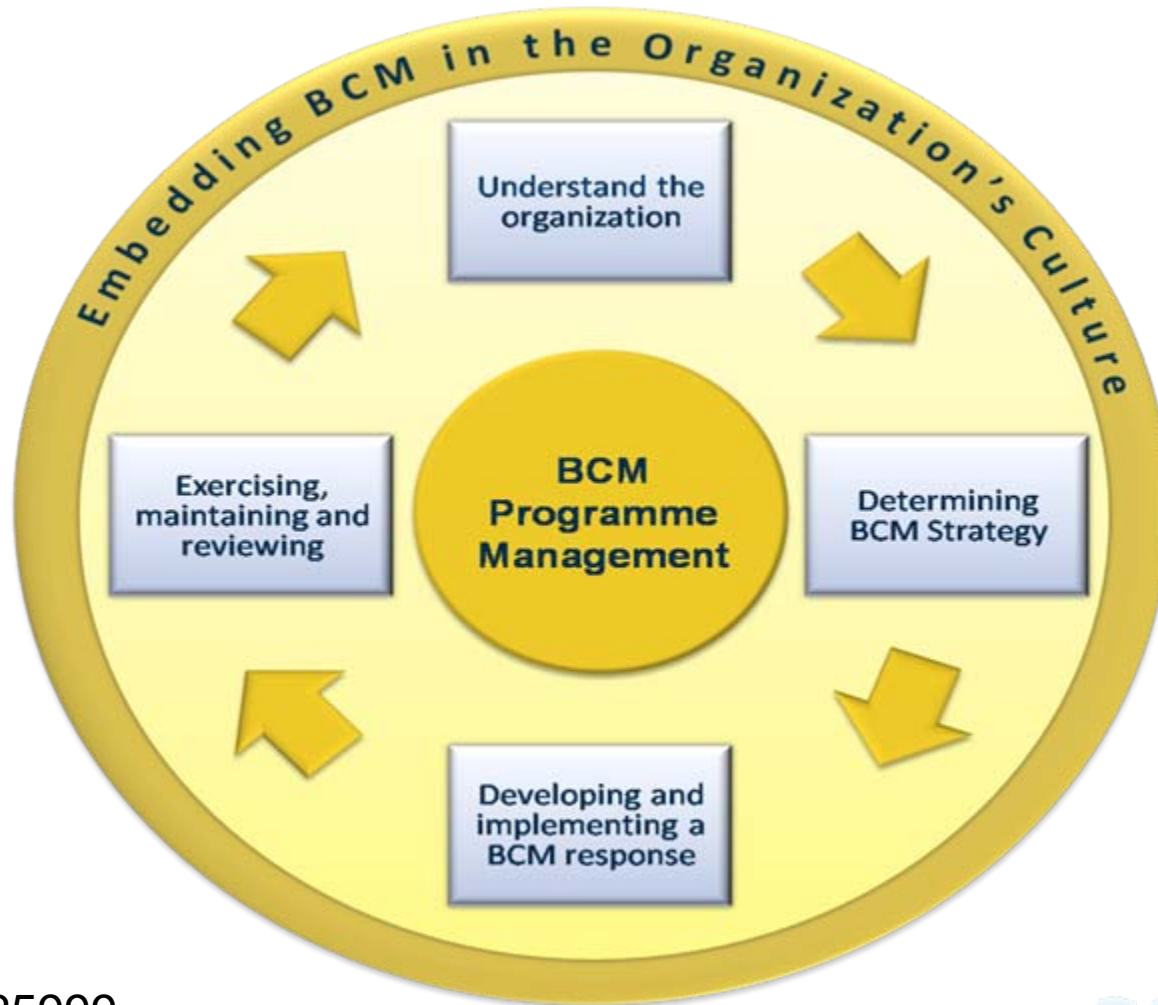 Embedding BCM in the Organization's Culture
Understand the
organization
Exercising,
maintaining and
reviewing
BCM
Programme
Management
Determining
BCM Strategy
Developing and
implementing a
BCM response